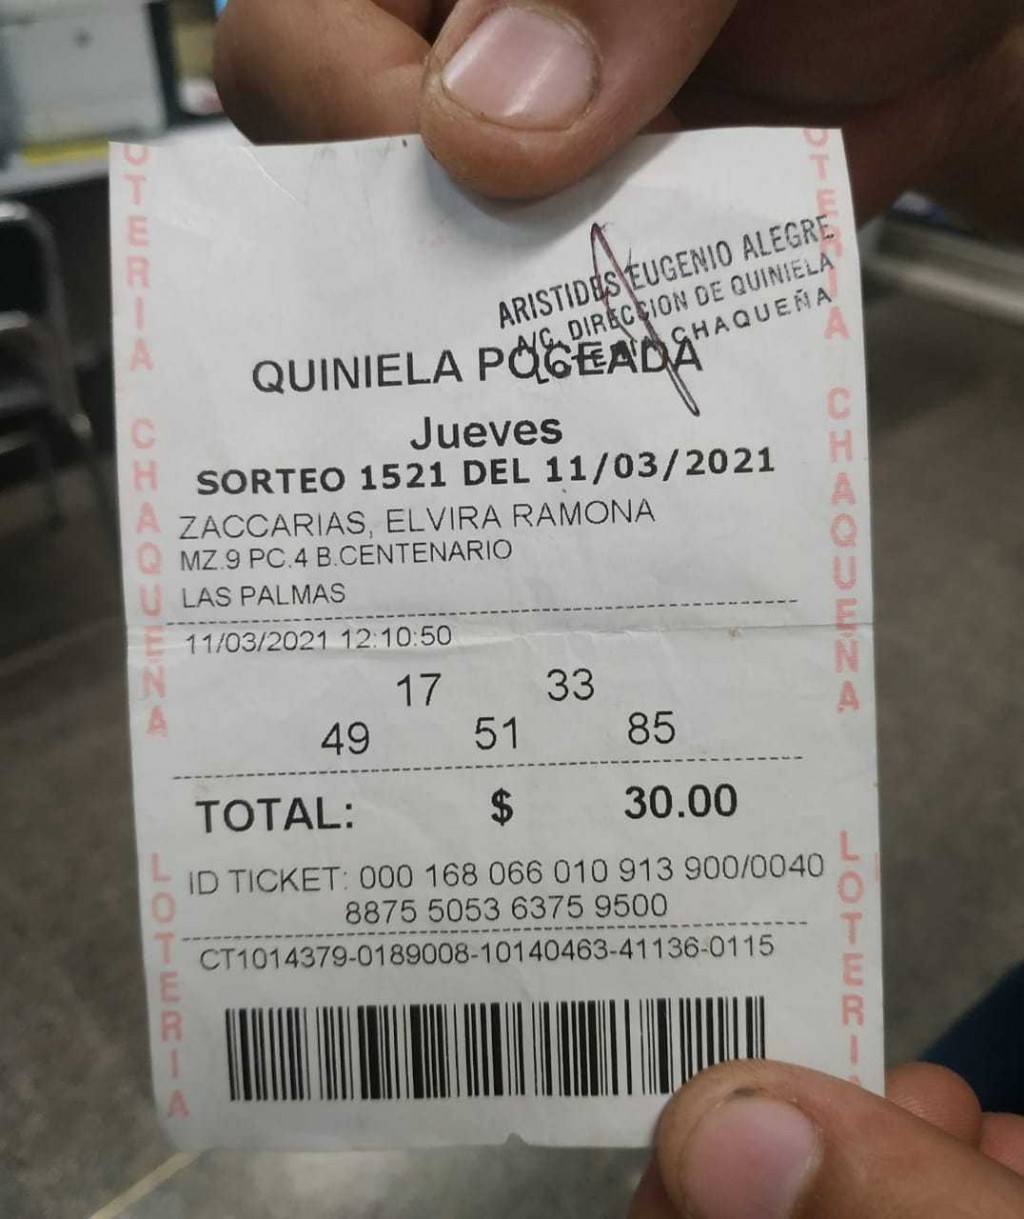 ARISTIDES EUGENIO ALEGRE
A/C. DIRECCION DE QUINIELA
CHAQUEÑA
QUINIELA POCEADA
Jueves
SORTEO 1521 DEL 11/03/2021
ZACCARIAS, ELVIRA RAMONA
MZ.9 PC.4 B.CENTENARIO
LAS PALMAS
11/03/2021 12:10:50
17 33
49 51 85
TOTAL: $ 30.00
ID TICKET: 000 168 066 010 913 900/0040
8875 5053 6375 9500
CT1014379-0189008-10140463-41136-0115
LOTERIA CHAQUEÑA
LOTERIA
OTERIA CHAQUEÑA
LOTERI